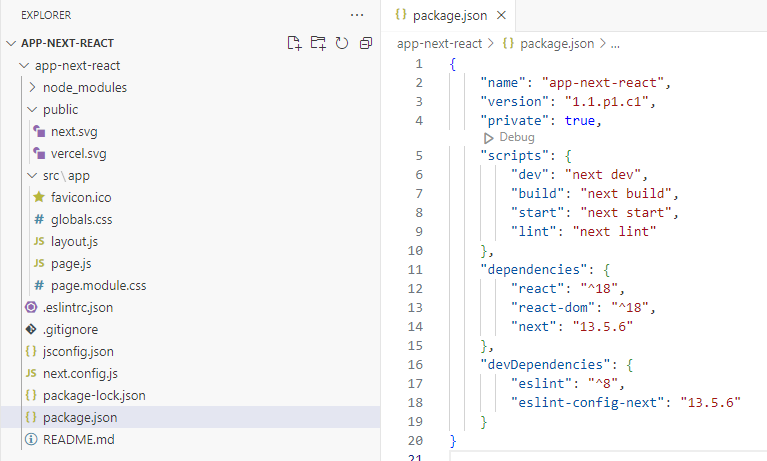 EXPLORER
APP-NEXT-REACT
app-next-react
node_modules
public
next.svg
vercel.svg
src\app
favicon.ico
# globals.css
JS layout.js
JS page.js
# page.module.css
.eslintrc.json
.gitignore
{} jsconfig.json
JS next.config.js
{} package-lock.json
{} package.json
README.md
{} package.json
app-next-react > {} package.json > ...
1 {
2 "name": "app-next-react",
3 "version": "1.1.p1.c1",
4 "private": true,
Debug
5 "scripts": {
6 "dev": "next dev",
7 "build": "next build",
8 "start": "next start",
9 "lint": "next lint"
10 },
11 "dependencies": {
12 "react": "^18",
13 "react-dom": "^18",
14 "next": "13.5.6"
15 },
16 "devDependencies": {
17 "eslint": "^8",
18 "eslint-config-next": "13.5.6"
19 }
20 }
21